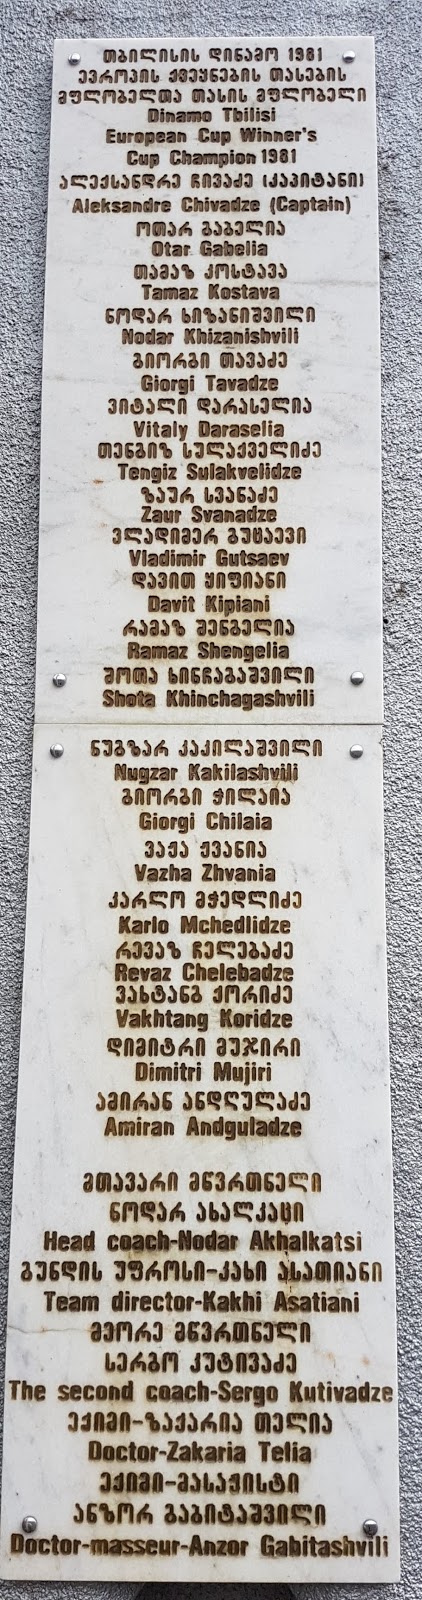 თბილისის დინამო 1981
ევროპის ქვეყნების თასების
მფლობელთა თასის მფლობელი
Dinamo Tbilisi
European Cup Winner's
Cup Champion 1981
ალექსანდრე ჩივაძე (კაპიტანი)
Aleksandre Chivadze (Captain)
ოთარ გაბელია
Otar Gabelia
თამაზ კოსტავა
Tamaz Kostava
ნოდარ ხიზანიშვილი
Nodar Khizanishvili
გიორგი თავაძე
Giorgi Tavadze
ვიტალი დარასელია
Vitaly Daraselia
თენგიზ სულაქველიძე
Tengiz Sulakvelidze
ზაურ სვანაძე
Zaur Svanadze
ვლადიმერ გუცაევი
Vladimir Gutsaev
დავით ყიფიანი
Davit Kipiani
რამაზ შენგელია
Ramaz Shengelia
შოთა ხინჩაგაშვილი
Shota Khinchagashvili
ნუგზარ კაკილაშვილი
Nugzar Kakilashvili
გიორგი ჭილაია
Giorgi Chilaia
ვაჟა ჟვანია
Vazha Zhvania
კარლო მჭედლიძე
Karlo Mchedlidze
რევაზ ჩელებაძე
Revaz Chelebadze
ვახტანგ ქორიძე
Vakhtang Koridze
დიმიტრი მუჯირი
Dimitri Mujiri
ამირან ანდღულაძე
Amiran Andguladze
მთავარი მწვრთნელი
ნოდარ ახალკაცი
Head coach-Nodar Akhalkatsi
გუნდის უფროსი-კახი ასათიანი
Team director-Kakhi Asatiani
მეორე მწვრთნელი
სერგო კუტივაძე
The second coach-Sergo Kutivadze
ექიმი-ზაქარია თელია
Doctor-Zakaria Telia
ექიმი-მასაჟისტი
ანზორ გაბიტაშვილი
Doctor-masseur-Anzor Gabitashvili